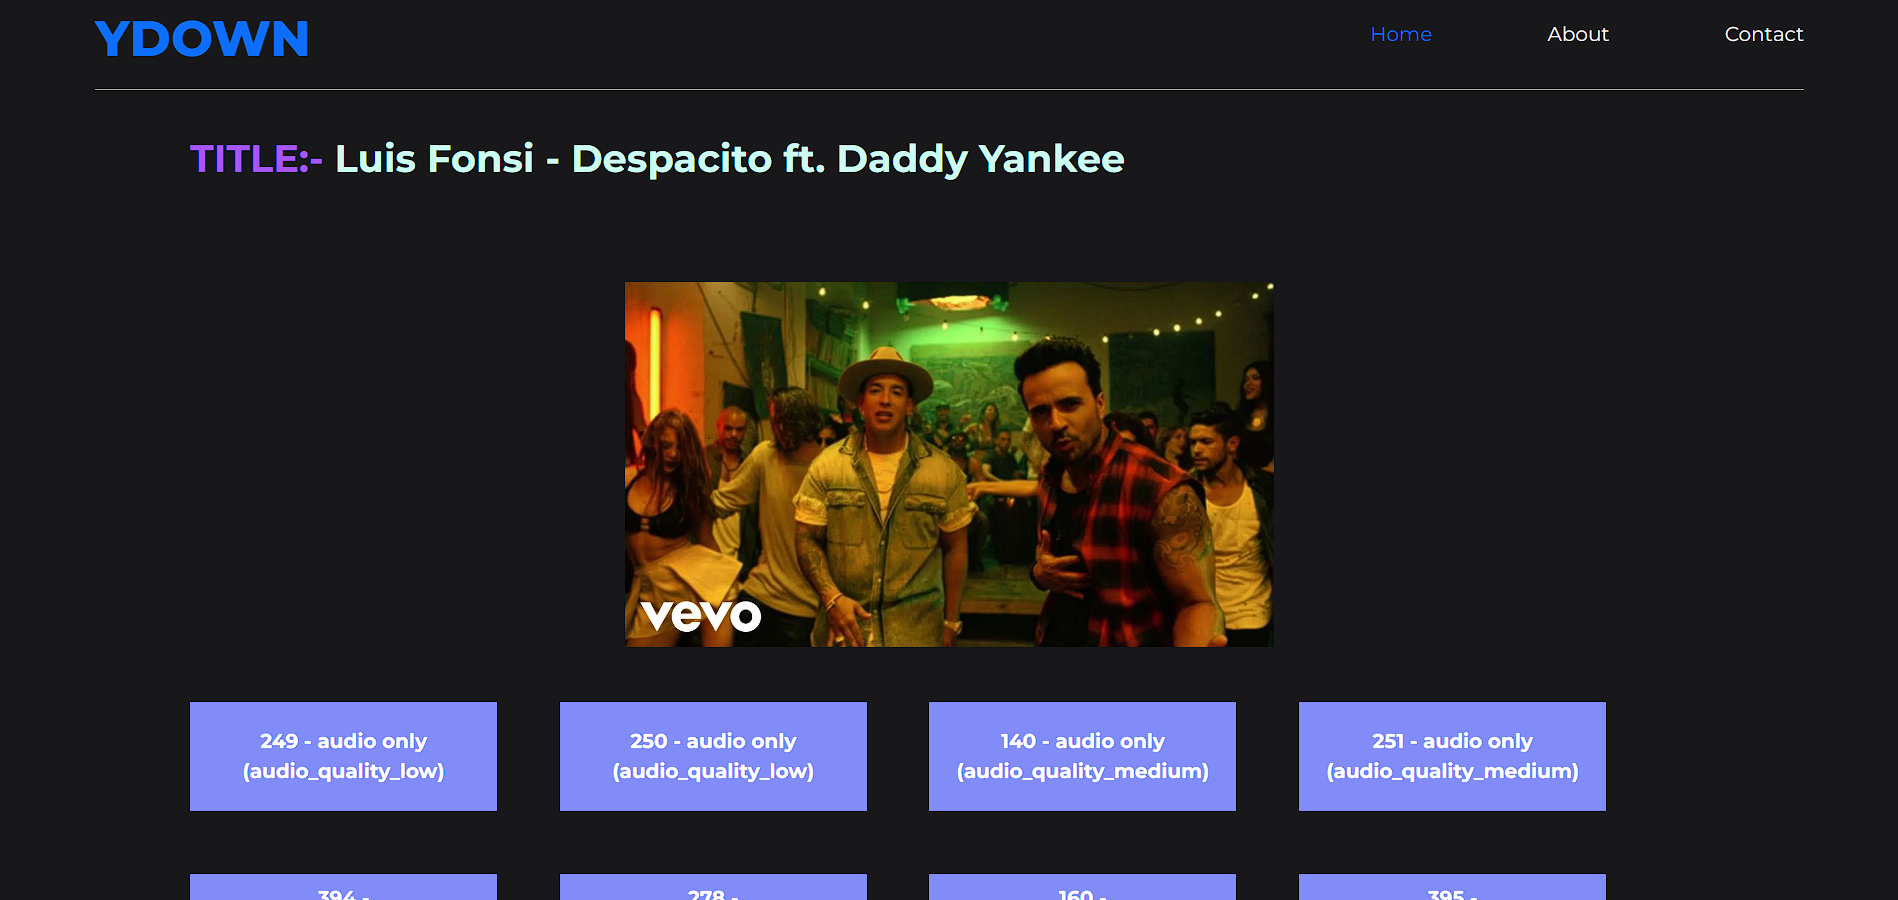 YDOWN
Home
About
Contact
TITLE:- Luis Fonsi - Despacito ft. Daddy Yankee
vevo
249 - audio only
(audio_quality_low)
250 - audio only
(audio_quality_low)
140 - audio only
(audio_quality_medium)
251 - audio only
(audio_quality_medium)
394 -
278 -
160 -
395 -